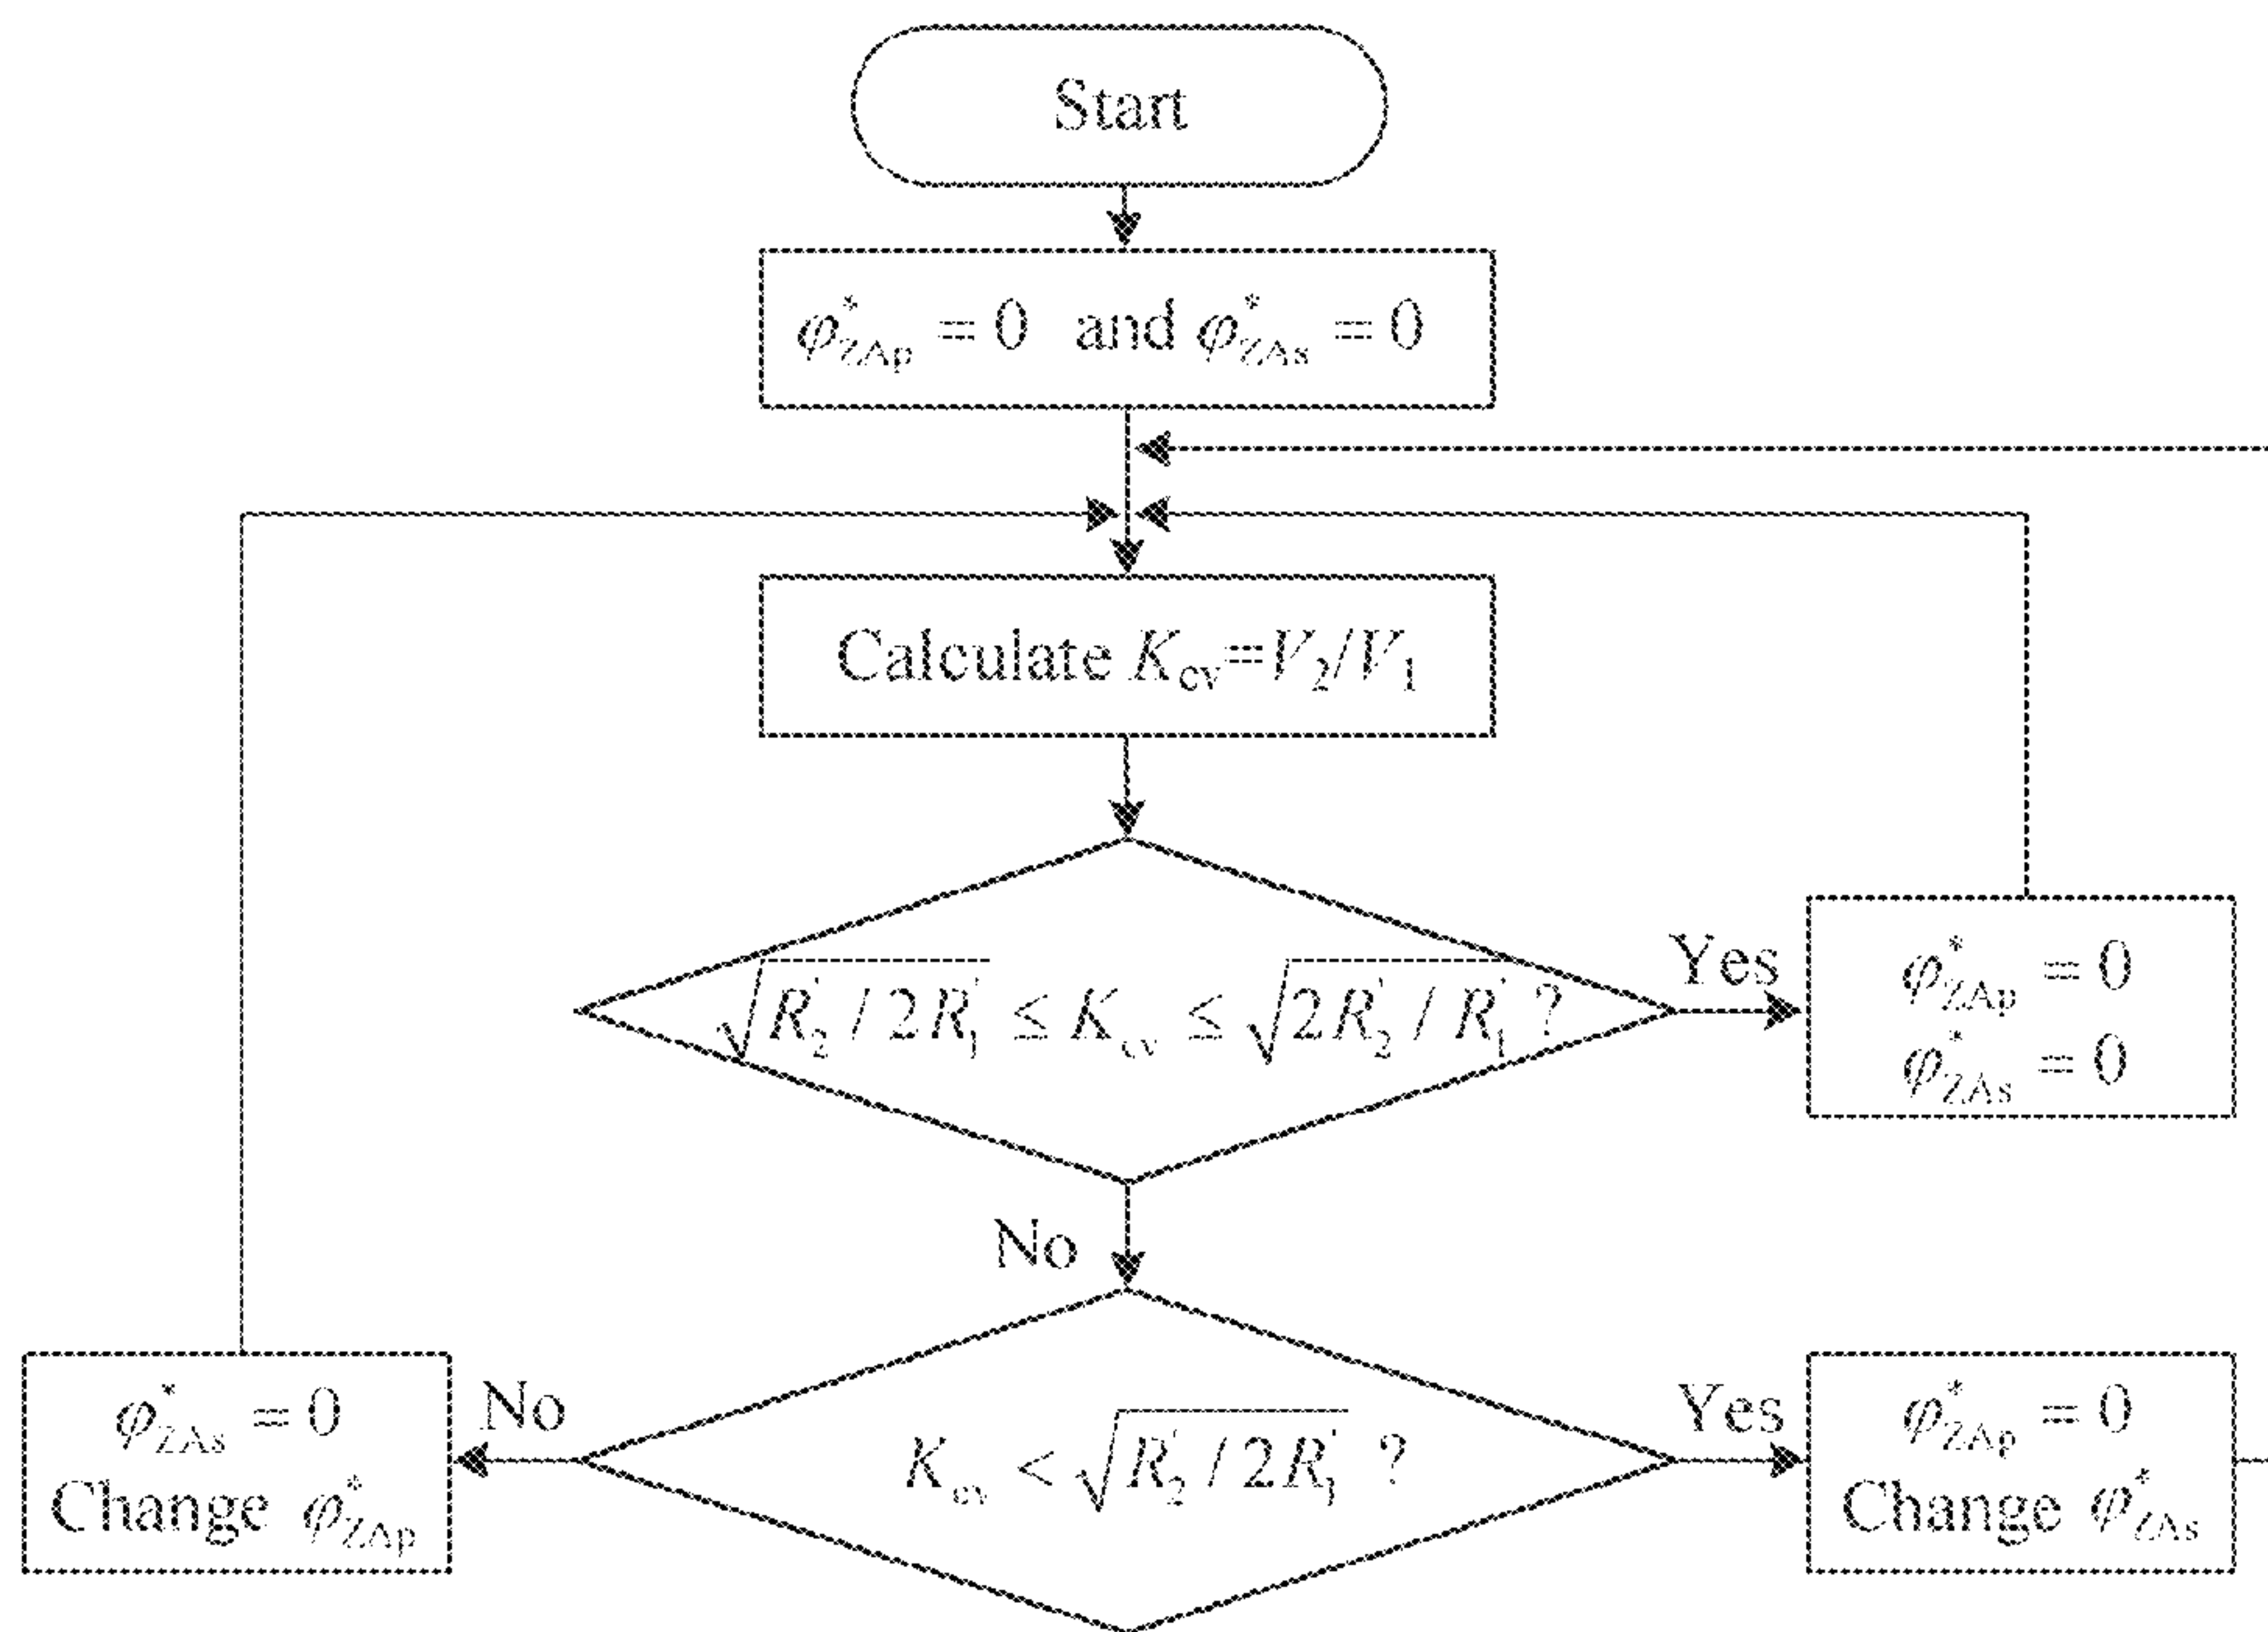 Start
φ*ZAp = 0 and φ*ZAs = 0
Calculate Kcv=V2/V1
√R'2 / 2R'1 ≤ Kcv ≤ √2R'2 / R'1 ?
Yes
φ*ZAp = 0
φ*ZAs = 0
No
φ*ZAs = 0
Change φ*ZAp
No
Kcv < √R'2 / 2R'1 ?
Yes
φ*ZAp = 0
Change φ*ZAs